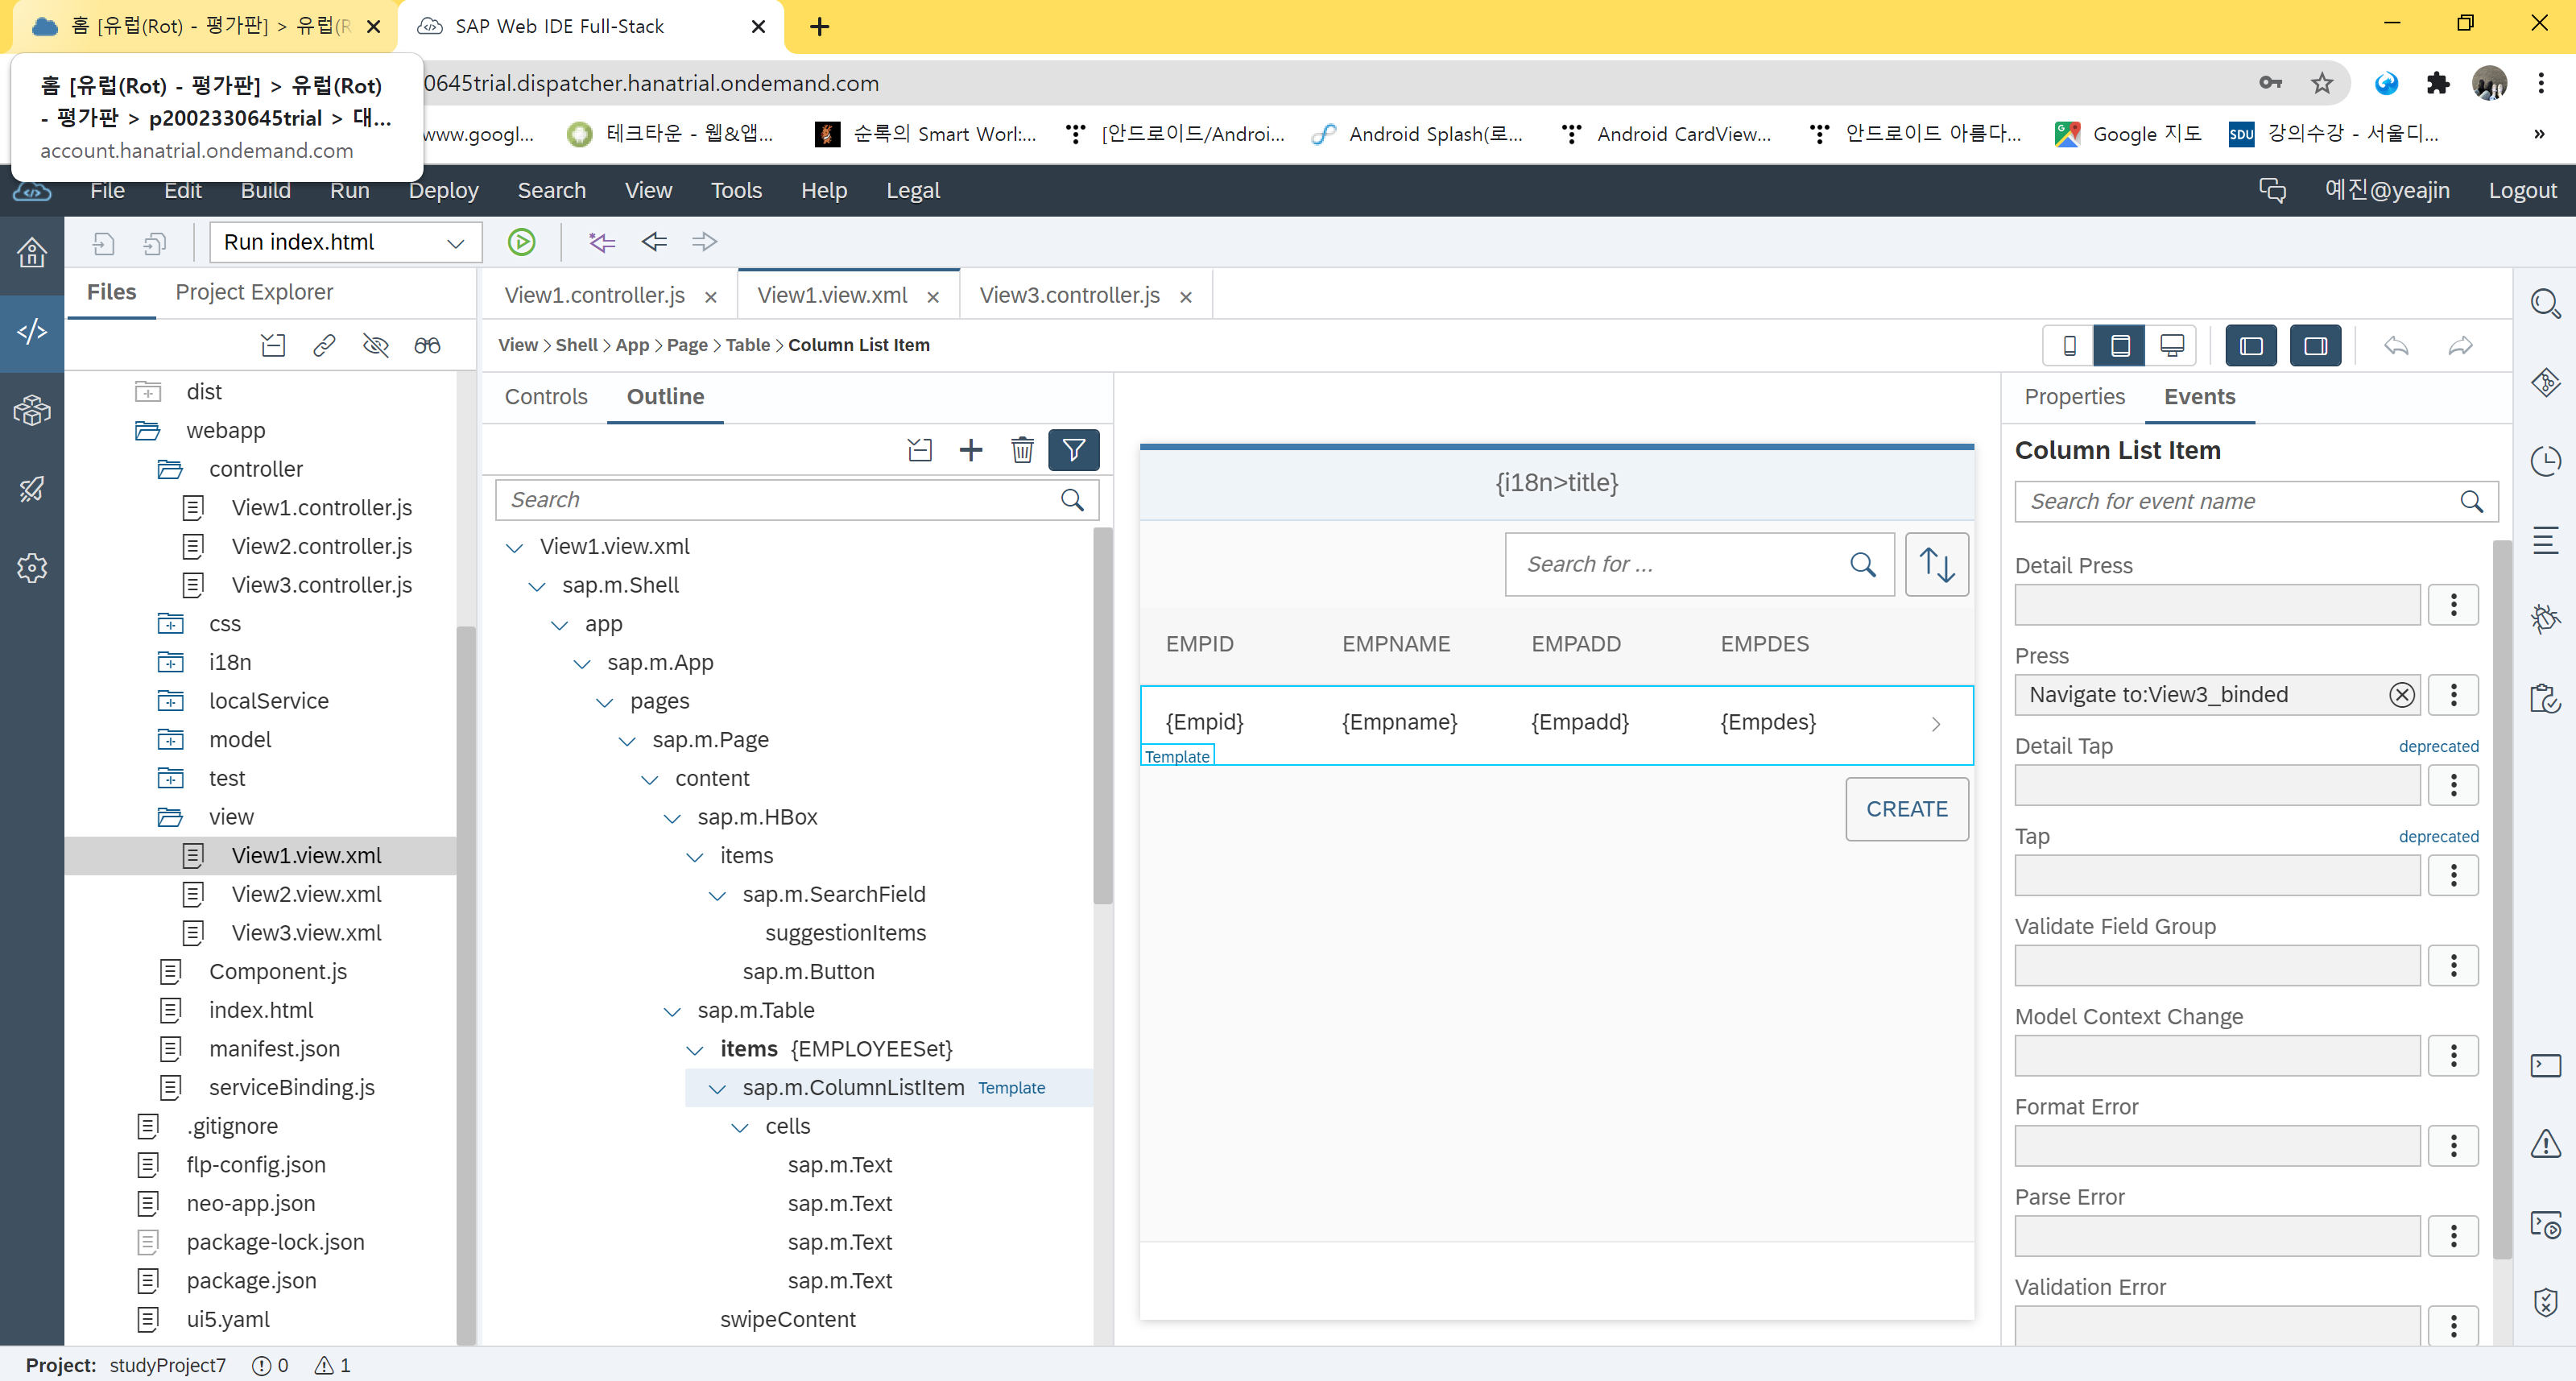 홈 [유럽(Rot) - 평가판] > 유럽(R
SAP Web IDE Full-Stack
홈 [유럽(Rot) - 평가판] > 유럽(Rot)
- 평가판 > p2002330645trial > 대...
account.hanatrial.ondemand.com
0645trial.dispatcher.hanatrial.ondemand.com
www.googl...
테크타운 - 웹&앱...
순록의 Smart Worl:...
[안드로이드/Androi...
Android Splash(로...
Android CardView...
안드로이드 아름다...
Google 지도
SDU
강의수강 - 서울디...
»
File
Edit
Build
Run
Deploy
Search
View
Tools
Help
Legal
예진@yeajin
Logout
Run index.html
Files
Project Explorer
View1.controller.js
View1.view.xml
View3.controller.js
View > Shell > App > Page > Table > Column List Item
dist
webapp
controller
View1.controller.js
View2.controller.js
View3.controller.js
css
i18n
localService
model
test
view
View1.view.xml
View2.view.xml
View3.view.xml
Component.js
index.html
manifest.json
serviceBinding.js
.gitignore
flp-config.json
neo-app.json
package-lock.json
package.json
ui5.yaml
Controls
Outline
Search
View1.view.xml
sap.m.Shell
app
sap.m.App
pages
sap.m.Page
content
sap.m.HBox
items
sap.m.SearchField
suggestionItems
sap.m.Button
sap.m.Table
items {EMPLOYEESet}
sap.m.ColumnListItem Template
cells
sap.m.Text
sap.m.Text
sap.m.Text
sap.m.Text
swipeContent
{i18n>title}
Search for ...
EMPID EMPNAME EMPADD EMPDES
{Empid} {Empname} {Empadd} {Empdes}
Template
CREATE
Properties
Events
Column List Item
Search for event name
Detail Press
Press
Navigate to:View3_binded
Detail Tap deprecated
Tap deprecated
Validate Field Group
Model Context Change
Format Error
Parse Error
Validation Error
Project: studyProject7 0 1